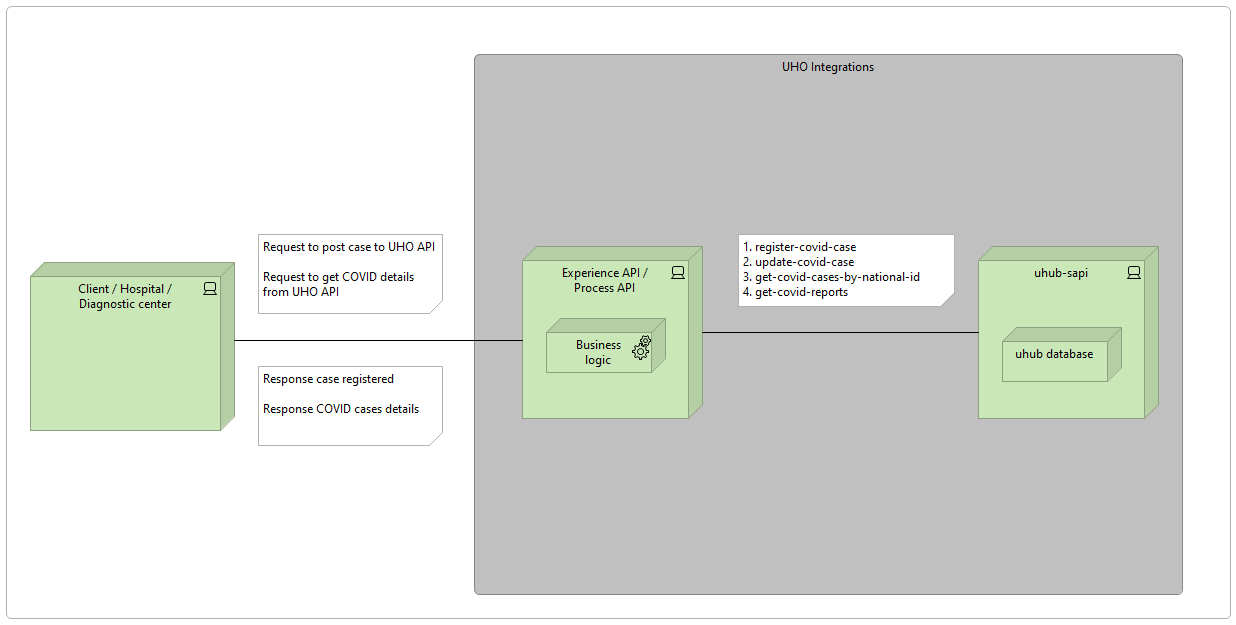 UHO Integrations
Client / Hospital /
Diagnostic center
Request to post case to UHO API
Request to get COVID details
from UHO API
Response case registered
Response COVID cases details
Experience API /
Process API
Business
logic
1. register-covid-case
2. update-covid-case
3. get-covid-cases-by-national-id
4. get-covid-reports
uhub-sapi
uhub database